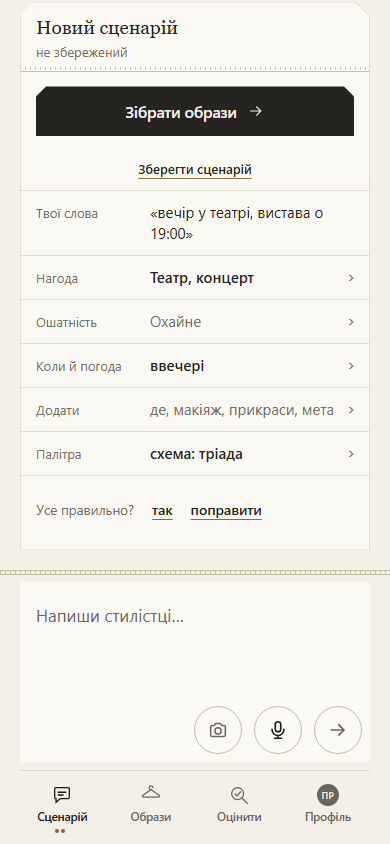 Новий сценарій
не збережений
Зібрати образи →
Зберегти сценарій
Твої слова
«вечір у театрі, вистава о
19:00»
Нагода Театр, концерт ›
Ошатність Охайне ›
Коли й погода ввечері ›
Додати де, макіяж, прикраси, мета ›
Палітра схема: тріада ›
Усе правильно? так поправити
Напиши стилістці...
Сценарій Образи Оцінити ПР Профіль